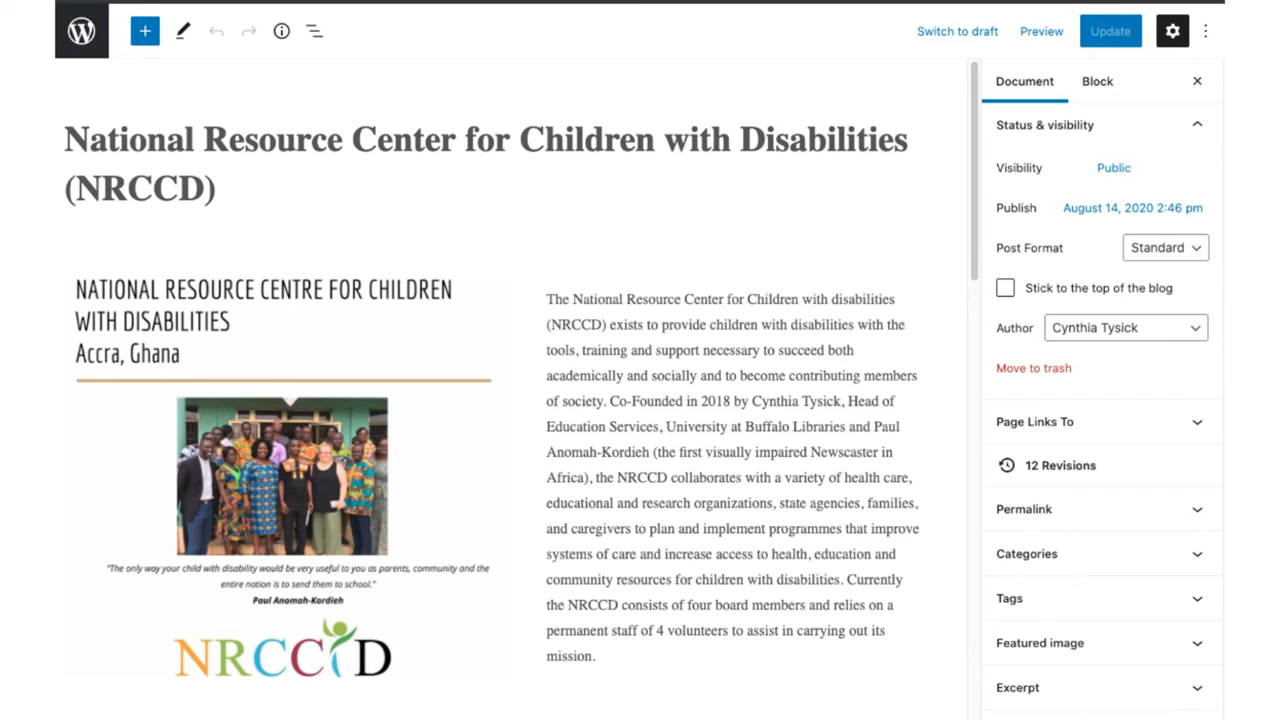 Switch to draft
Preview
Update
National Resource Center for Children with Disabilities
(NRCCD)
NATIONAL RESOURCE CENTRE FOR CHILDREN
WITH DISABILITIES
Accra, Ghana
"The only way your child with disability would be very useful to you as parents, community and the
entire nation is to send them to school."
Paul Anomah-Kordieh
NRCCD
The National Resource Center for Children with disabilities
(NRCCD) exists to provide children with disabilities with the
tools, training and support necessary to succeed both
academically and socially and to become contributing members
of society. Co-Founded in 2018 by Cynthia Tysick, Head of
Education Services, University at Buffalo Libraries and Paul
Anomah-Kordieh (the first visually impaired Newscaster in
Africa), the NRCCD collaborates with a variety of health care,
educational and research organizations, state agencies, families,
and caregivers to plan and implement programmes that improve
systems of care and increase access to health, education and
community resources for children with disabilities. Currently
the NRCCD consists of four board members and relies on a
permanent staff of 4 volunteers to assist in carrying out its
mission.
Document
Block
Status & visibility
Visibility
Public
Publish
August 14, 2020 2:46 pm
Post Format
Standard
Stick to the top of the blog
Author
Cynthia Tysick
Move to trash
Page Links To
12 Revisions
Permalink
Categories
Tags
Featured image
Excerpt